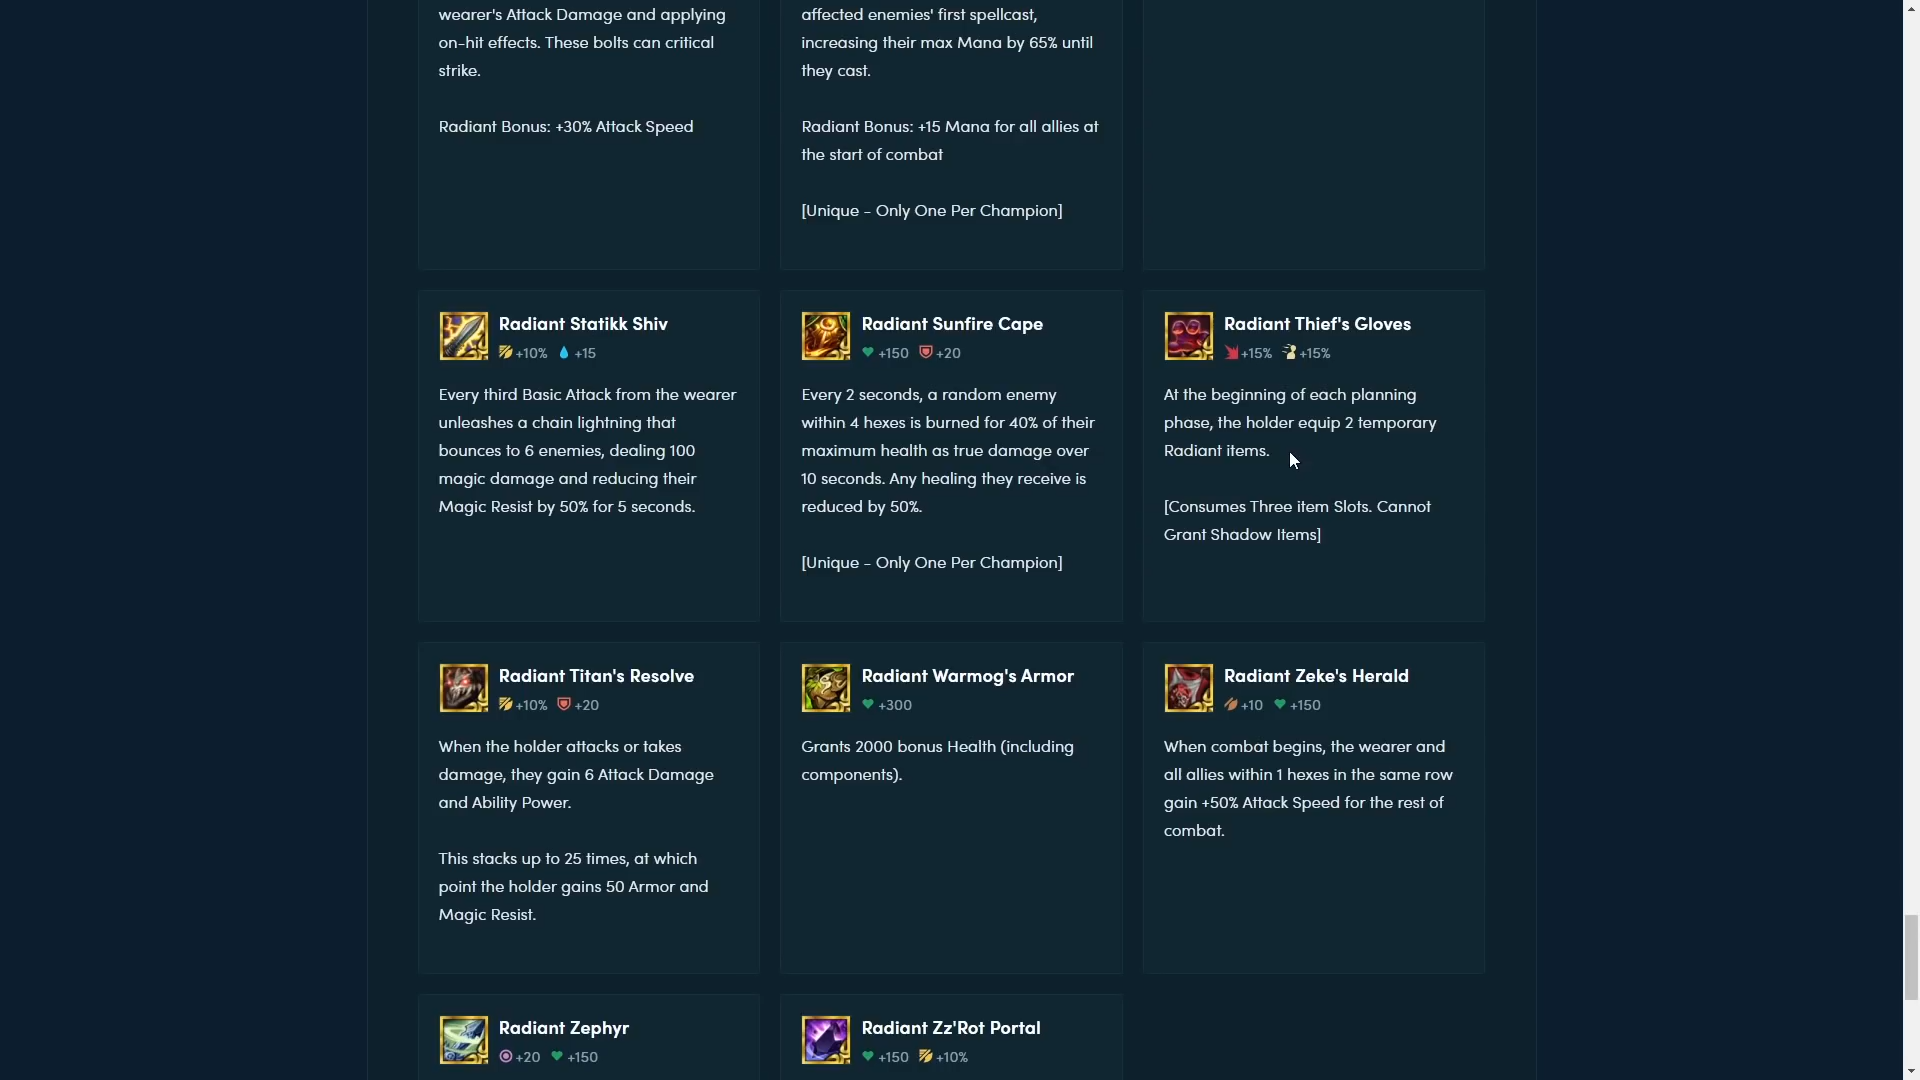 wearer's Attack Damage and applying
on-hit effects. These bolts can critical
strike.
Radiant Bonus: +30% Attack Speed
affected enemies' first spellcast,
increasing their max Mana by 65% until
they cast.
Radiant Bonus: +15 Mana for all allies at
the start of combat
[Unique - Only One Per Champion]
Radiant Statikk Shiv
+10% +15
Every third Basic Attack from the wearer
unleashes a chain lightning that
bounces to 6 enemies, dealing 100
magic damage and reducing their
Magic Resist by 50% for 5 seconds.
Radiant Sunfire Cape
+150 +20
Every 2 seconds, a random enemy
within 4 hexes is burned for 40% of their
maximum health as true damage over
10 seconds. Any healing they receive is
reduced by 50%.
[Unique - Only One Per Champion]
Radiant Thief's Gloves
+15% +15%
At the beginning of each planning
phase, the holder equip 2 temporary
Radiant items.
[Consumes Three item Slots. Cannot
Grant Shadow Items]
Radiant Titan's Resolve
+10% +20
When the holder attacks or takes
damage, they gain 6 Attack Damage
and Ability Power.
This stacks up to 25 times, at which
point the holder gains 50 Armor and
Magic Resist.
Radiant Warmog's Armor
+300
Grants 2000 bonus Health (including
components).
Radiant Zeke's Herald
+10 +150
When combat begins, the wearer and
all allies within 1 hexes in the same row
gain +50% Attack Speed for the rest of
combat.
Radiant Zephyr
+20 +150
Radiant Zz'Rot Portal
+150 +10%